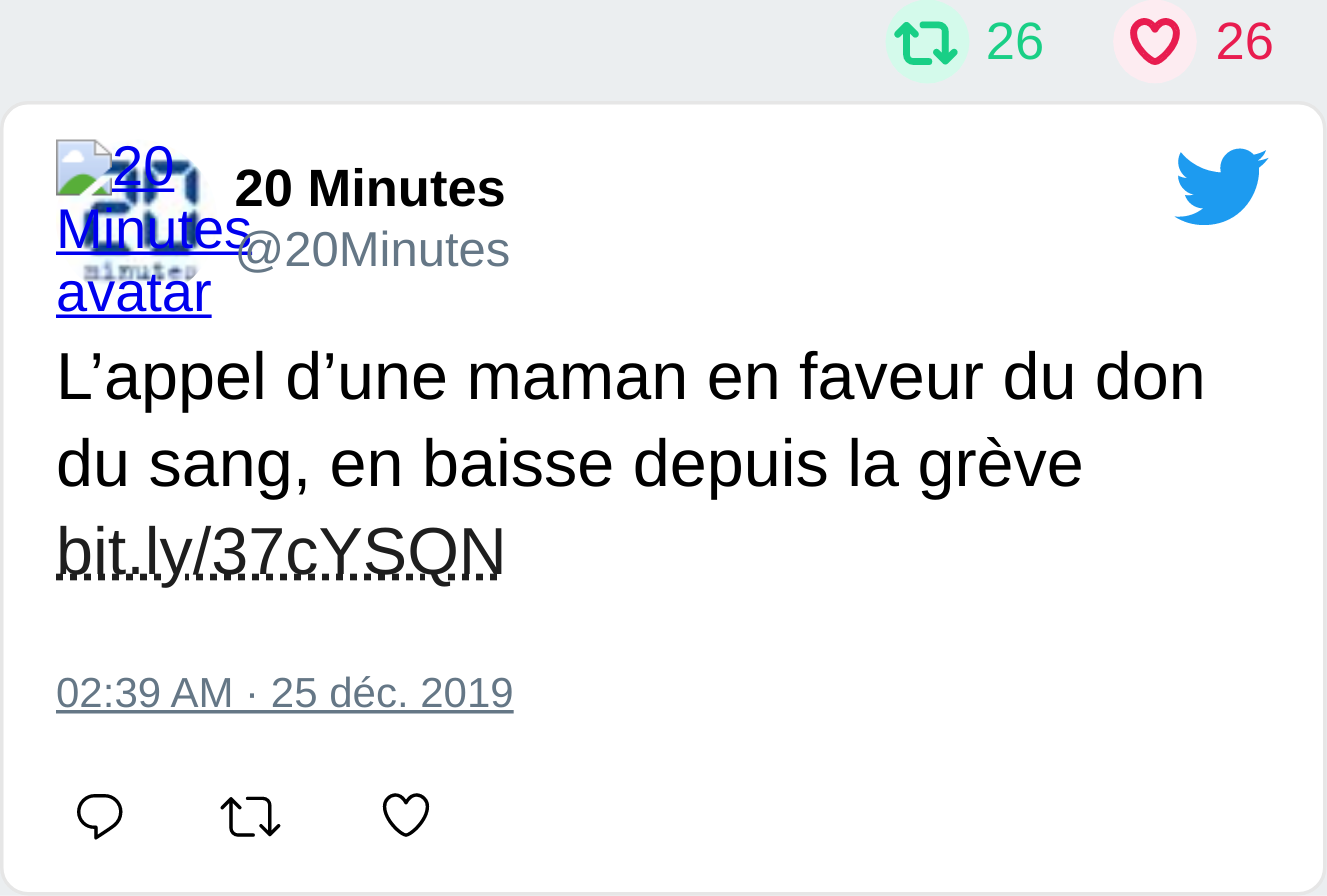 26 26
20
Minutes
avatar
minutes
20 Minutes
@20Minutes
L’appel d’une maman en faveur du don
du sang, en baisse depuis la grève
bit.ly/37cYSQN
02:39 AM · 25 déc. 2019